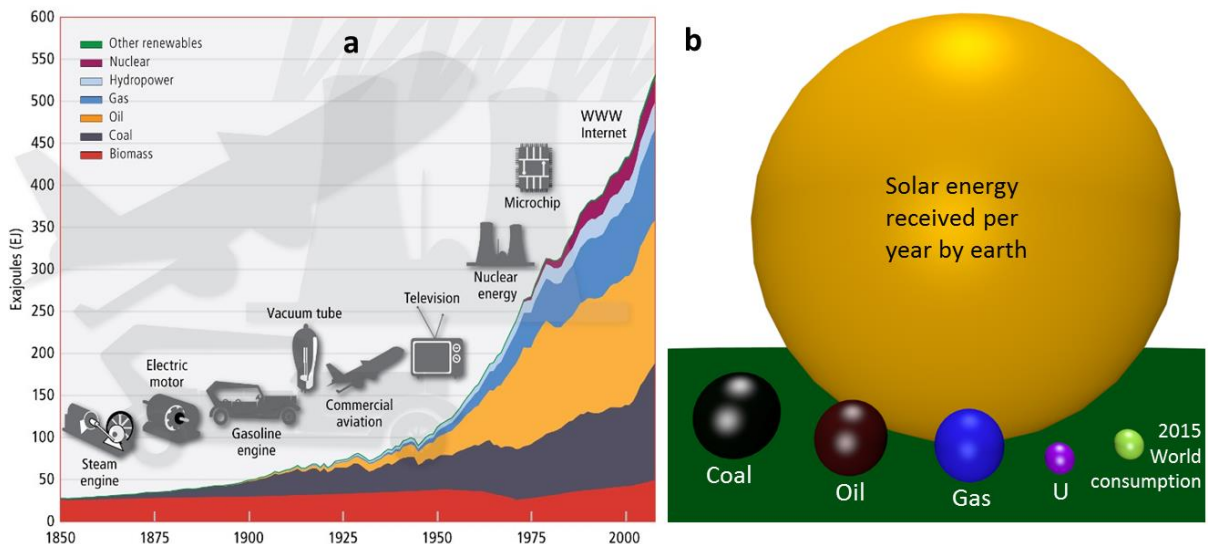 600
550
500
450
400
350
300
250
200
150
100
50
0
Exajoules (EJ)
a
Other renewables
Nuclear
Hydropower
Gas
Oil
Coal
Biomass
WWW
Internet
Microchip
Nuclear
energy
Television
Vacuum tube
Commercial
aviation
Electric
motor
Gasoline
engine
Steam
engine
1850
1875
1900
1925
1950
1975
2000
b
Solar energy
received per
year by earth
Coal
Oil
Gas
U
2015
World
consumption